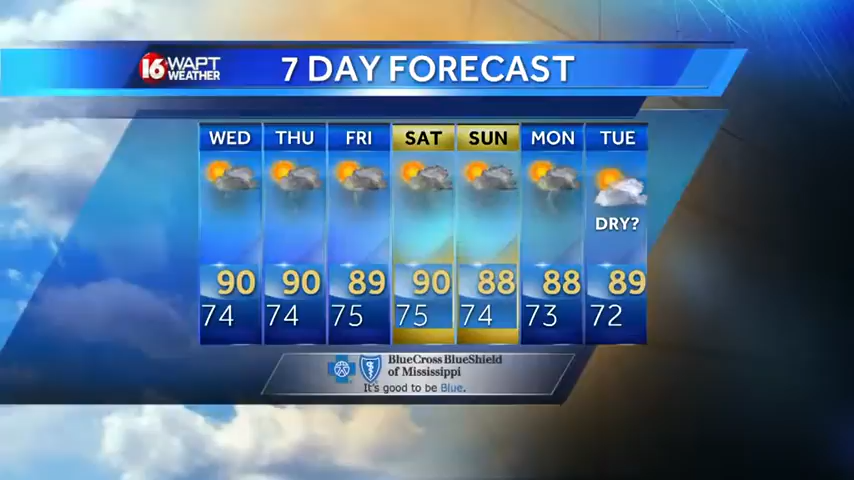 16 WAPT
WEATHER
7 DAY FORECAST
WED THU FRI SAT SUN MON TUE
DRY?
90 90 89 90 88 88 89
74 74 75 75 74 73 72
BlueCross BlueShield
of Mississippi
It's good to be Blue.